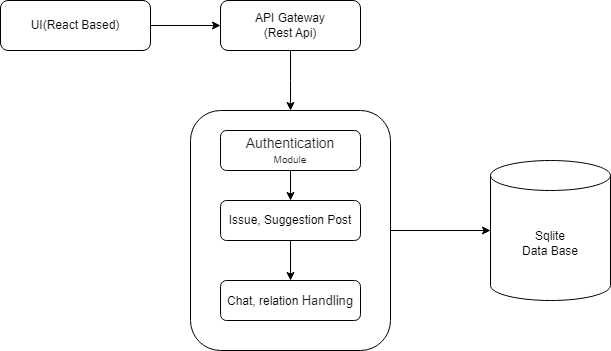 UI(React Based)
API Gateway
(Rest Api)
Authentication
Module
Issue, Suggestion Post
Chat, relation Handling
Sqlite
Data Base